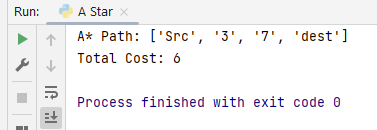 Run: A Star
A* Path: ['Src', '3', '7', 'dest']
Total Cost: 6
Process finished with exit code 0